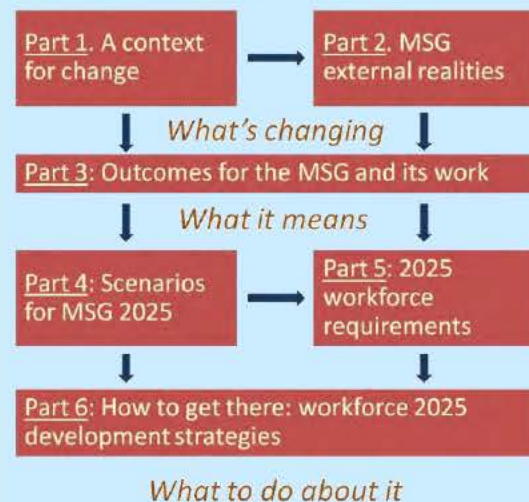 Part 1. A context
for change
Part 2. MSG
external realities
What's changing
Part 3: Outcomes for the MSG and its work
What it means
Part 4: Scenarios
for MSG 2025
Part 5: 2025
workforce
requirements
Part 6: How to get there: workforce 2025
development strategies
What to do about it